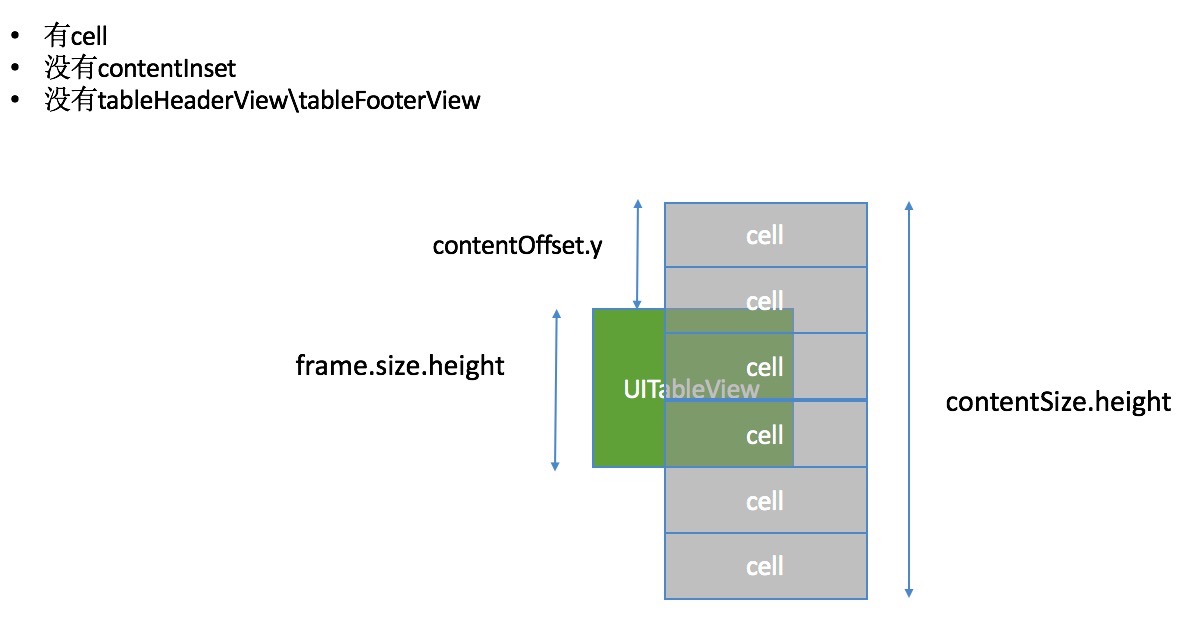 • 有cell
• 没有contentInset
• 没有tableHeaderView\tableFooterView
cell
contentOffset.y
cell
frame.size.height
cell
UITableView
contentSize.height
cell
cell
cell